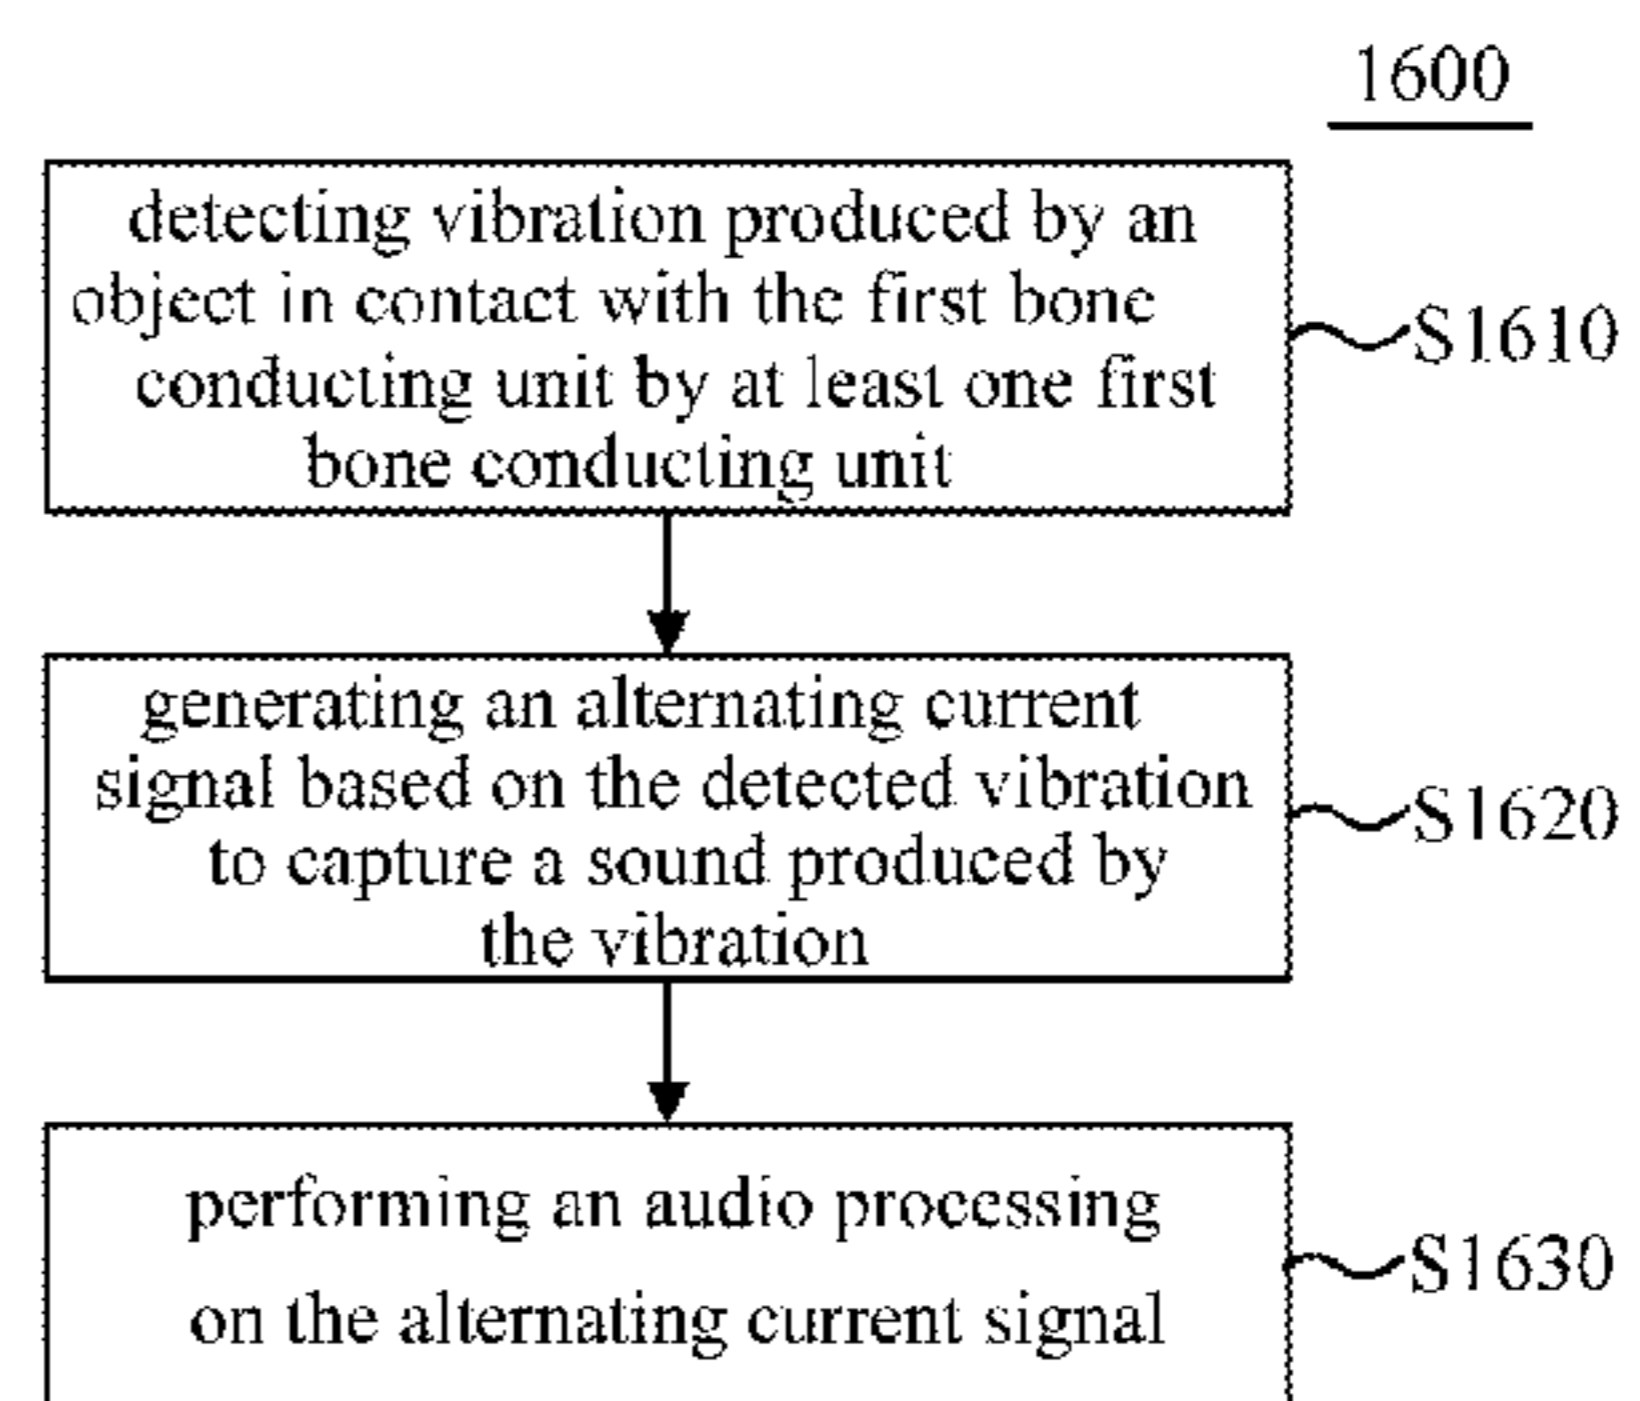 1600
detecting vibration produced by an
object in contact with the first bone
conducting unit by at least one first
bone conducting unit
S1610
generating an alternating current
signal based on the detected vibration
to capture a sound produced by
the vibration
S1620
performing an audio processing
on the alternating current signal
S1630